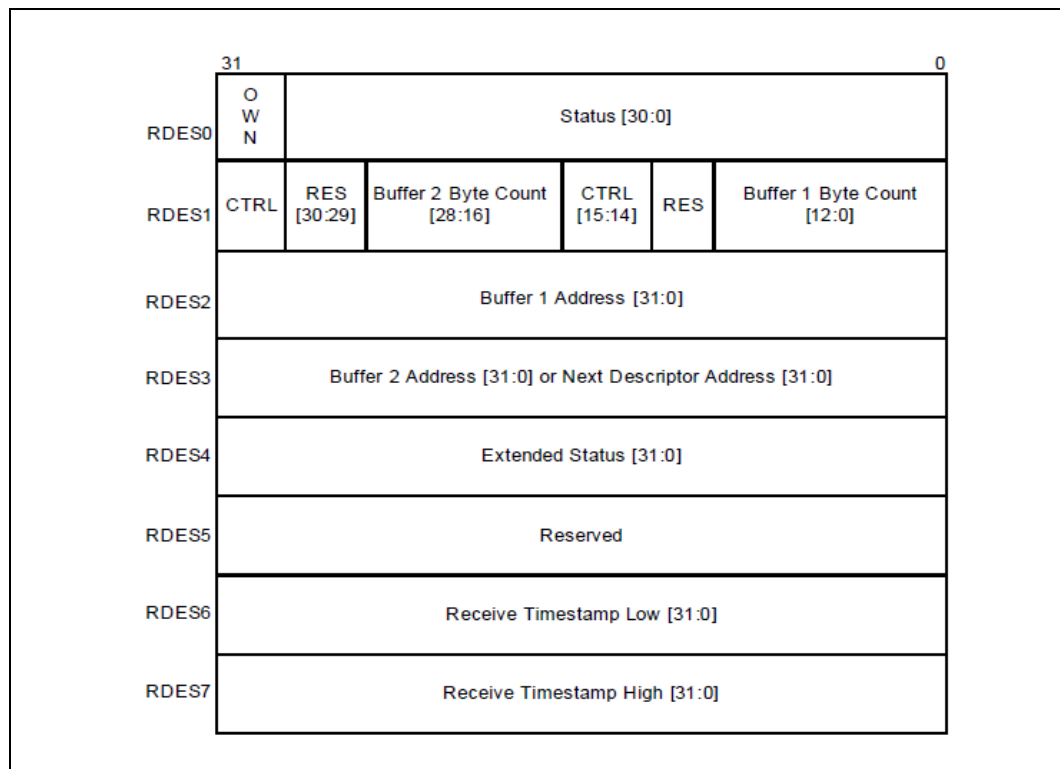 31 0
O
W
N
RDES0
Status [30:0]
RDES1
CTRL
RES
[30:29]
Buffer 2 Byte Count
[28:16]
CTRL
[15:14]
RES
Buffer 1 Byte Count
[12:0]
RDES2
Buffer 1 Address [31:0]
RDES3
Buffer 2 Address [31:0] or Next Descriptor Address [31:0]
RDES4
Extended Status [31:0]
RDES5
Reserved
RDES6
Receive Timestamp Low [31:0]
RDES7
Receive Timestamp High [31:0]